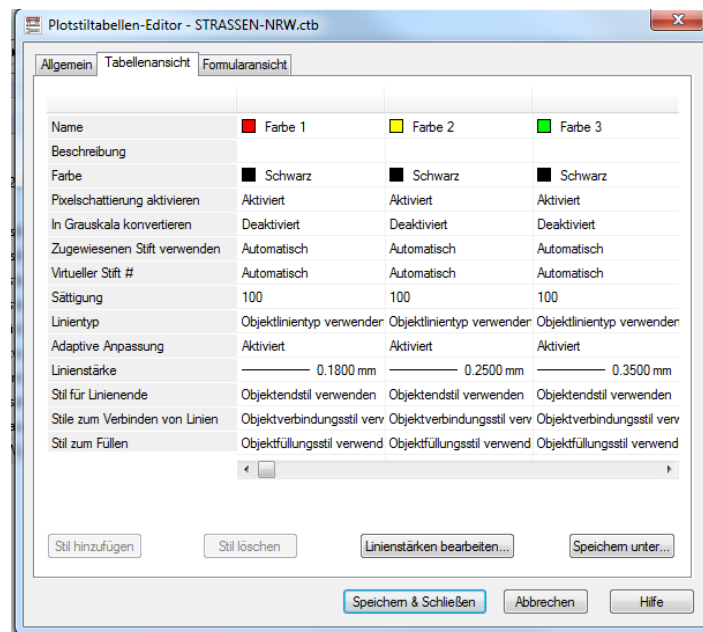 Plotstiltabellen-Editor - STRASSEN-NRW.ctb
Allgemein Tabellenansicht Formularansicht
Name Farbe 1 Farbe 2 Farbe 3
Beschreibung
Farbe Schwarz Schwarz Schwarz
Pixelschattierung aktivieren Aktiviert Aktiviert Aktiviert
In Grauskala konvertieren Deaktiviert Deaktiviert Deaktiviert
Zugewiesenen Stift verwenden Automatisch Automatisch Automatisch
Virtueller Stift # Automatisch Automatisch Automatisch
Sättigung 100 100 100
Linientyp Objektlinientyp verwenden Objektlinientyp verwenden Objektlinientyp verwenden
Adaptive Anpassung Aktiviert Aktiviert Aktiviert
Linienstärke 0.1800 mm 0.2500 mm 0.3500 mm
Stil für Linienende Objektendstil verwenden Objektendstil verwenden Objektendstil verwenden
Stile zum Verbinden von Linien Objektverbindungsstil verw Objektverbindungsstil verw Objektverbindungsstil verw
Stil zum Füllen Objektfüllungsstil verwend Objektfüllungsstil verwend Objektfüllungsstil verwend
Stil hinzufügen Stil löschen Linienstärken bearbeiten... Speichern unter...
Speichern & Schließen Abbrechen Hilfe